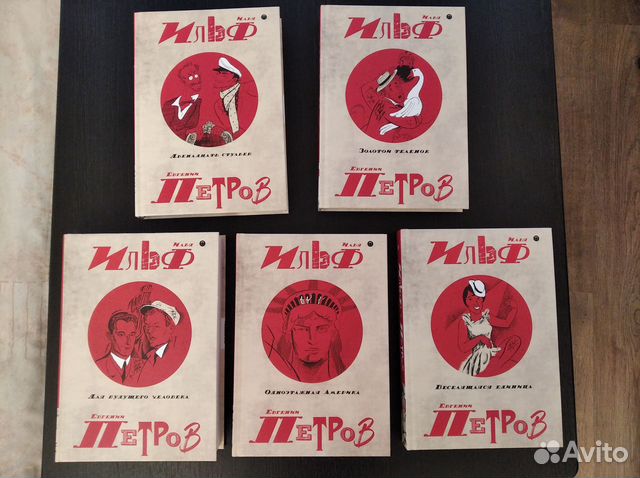 Илья
Ильф
Двенадцать стульев
Евгений
Петров
Илья
Ильф
Золотой теленок
Евгений
Петров
Илья
Ильф
Для будущего человека
Евгений
Петров
Илья
Ильф
Одноэтажная Америка
Евгений
Петров
Илья
Ильф
Веселящаяся единица
Евгений
Петров
Avito